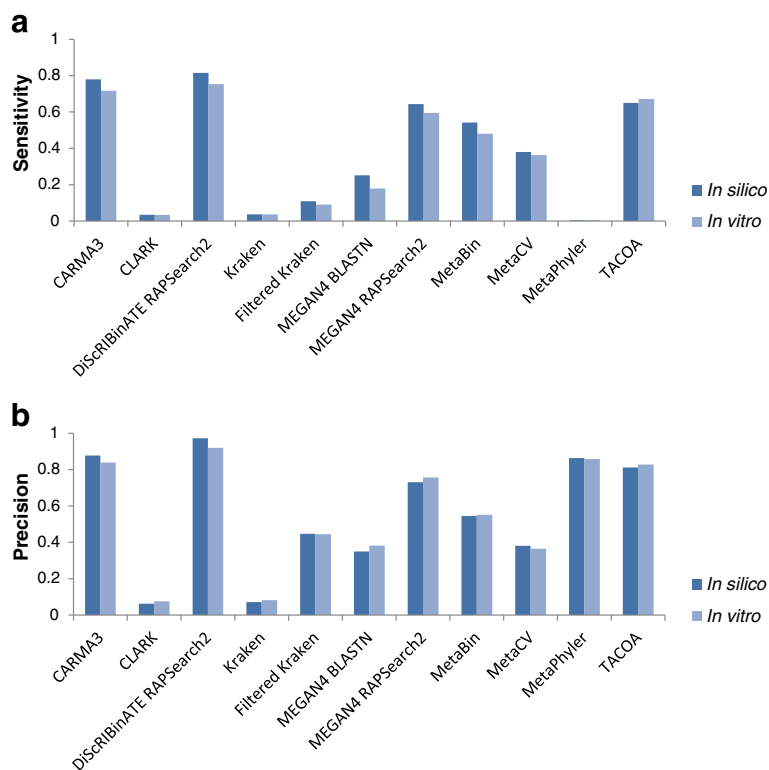 a
Sensitivity
1
0.8
0.6
0.4
0.2
0
CARMA3
CLARK
DiScRIBinATE RAPSearch2
Kraken
Filtered Kraken
MEGAN4 BLASTN
MEGAN4 RAPSearch2
MetaBin
MetaCV
MetaPhyler
TACOA
In silico
In vitro
b
Precision
1
0.8
0.6
0.4
0.2
0
CARMA3
CLARK
DiScRIBinATE RAPSearch2
Kraken
Filtered Kraken
MEGAN4 BLASTN
MEGAN4 RAPSearch2
MetaBin
MetaCV
MetaPhyler
TACOA
In silico
In vitro